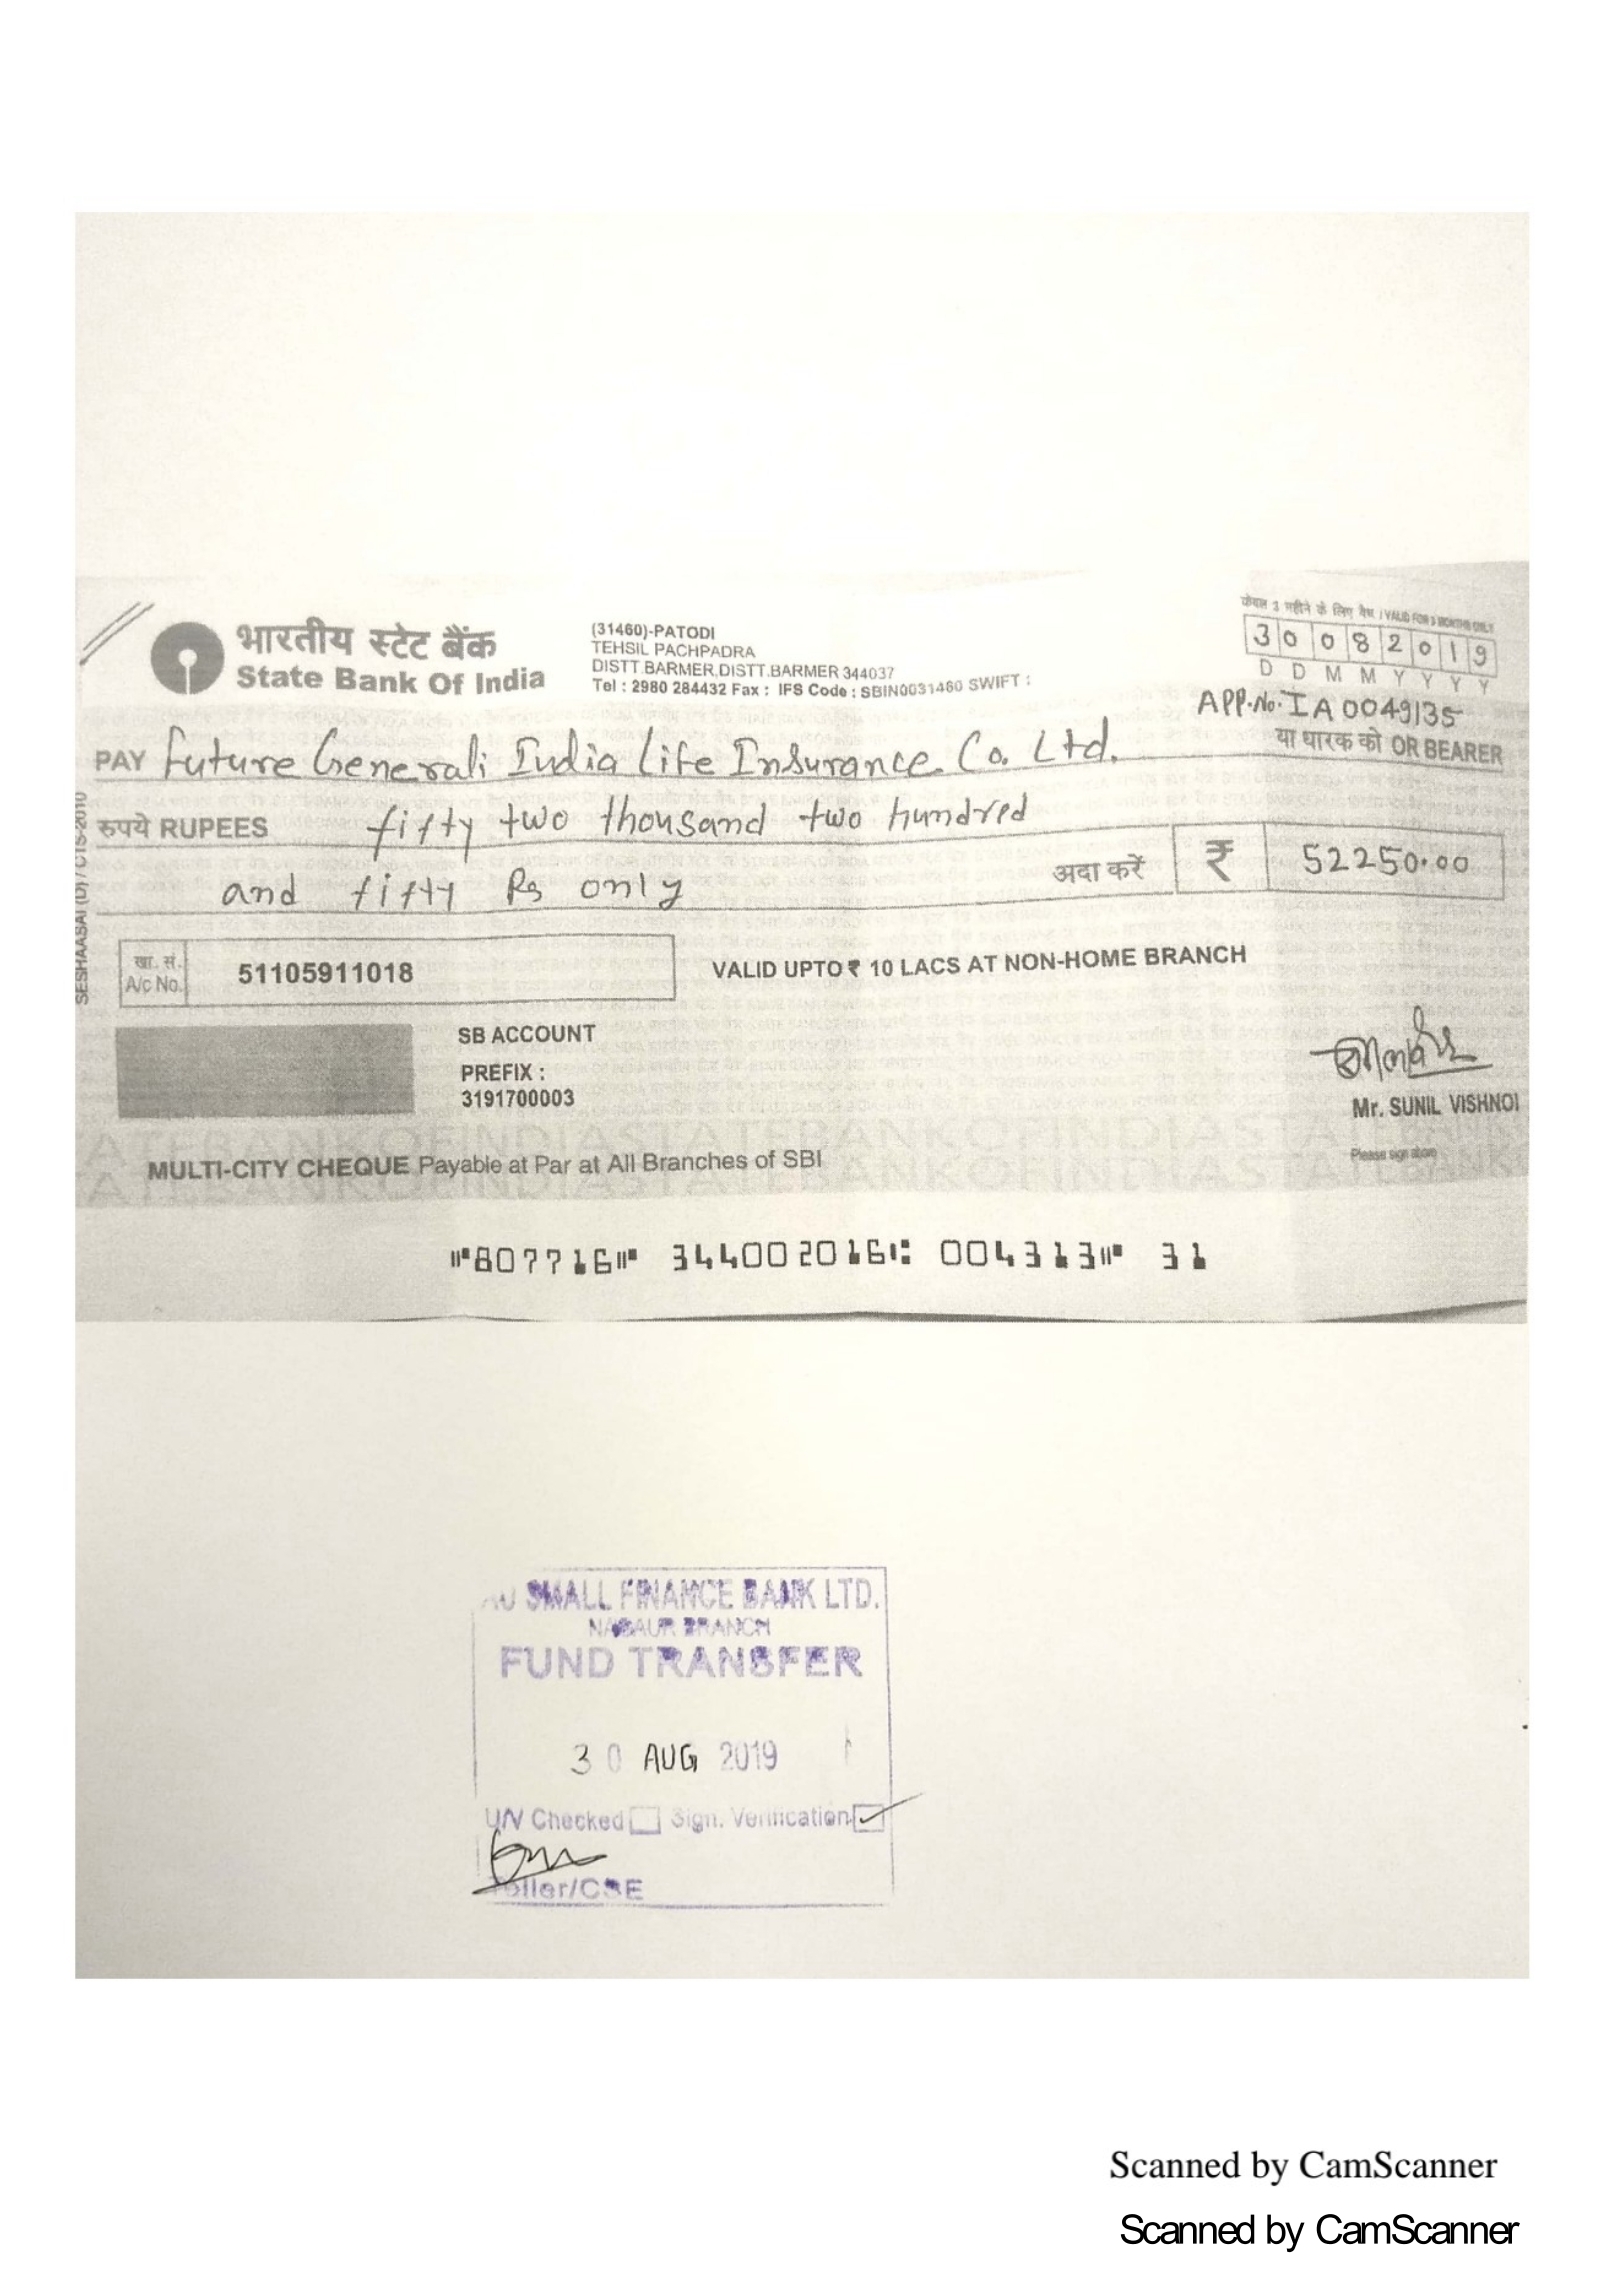 केवल 3 महीने के लिए वैध / VALID FOR 3 MONTHS ONLY
30082019
D D M M Y Y Y Y
भारतीय स्टेट बैंक
State Bank Of India
(31460)-PATODI
TEHSIL PACHPADRA
DISTT.BARMER,DISTT.BARMER 344037
Tel : 2980 284432 Fax : IFS Code : SBIN0031460 SWIFT :
APP.No. IA0049135
PAY Future Generali India Life Insurance Co. Ltd. या धारक को OR BEARER
रुपये RUPEES fifty two thousand two hundred
and fifty Rs only अदा करें ₹ 52250.00
SESHAASAI (D) / CTS-2010
खा. सं.
A/c No. 51105911018 VALID UPTO ₹ 10 LACS AT NON-HOME BRANCH
SB ACCOUNT
PREFIX :
3191700003
Mr. SUNIL VISHNOI
Please sign above
MULTI-CITY CHEQUE Payable at Par at All Branches of SBI
⑈807716⑈ 344002016⑆ 004313⑈ 31
AU SMALL FINANCE BANK LTD.
NAGAUR BRANCH
FUND TRANSFER
30 AUG 2019
U/V Checked Sign. Verification
Teller/CSE
Scanned by CamScanner
Scanned by CamScanner